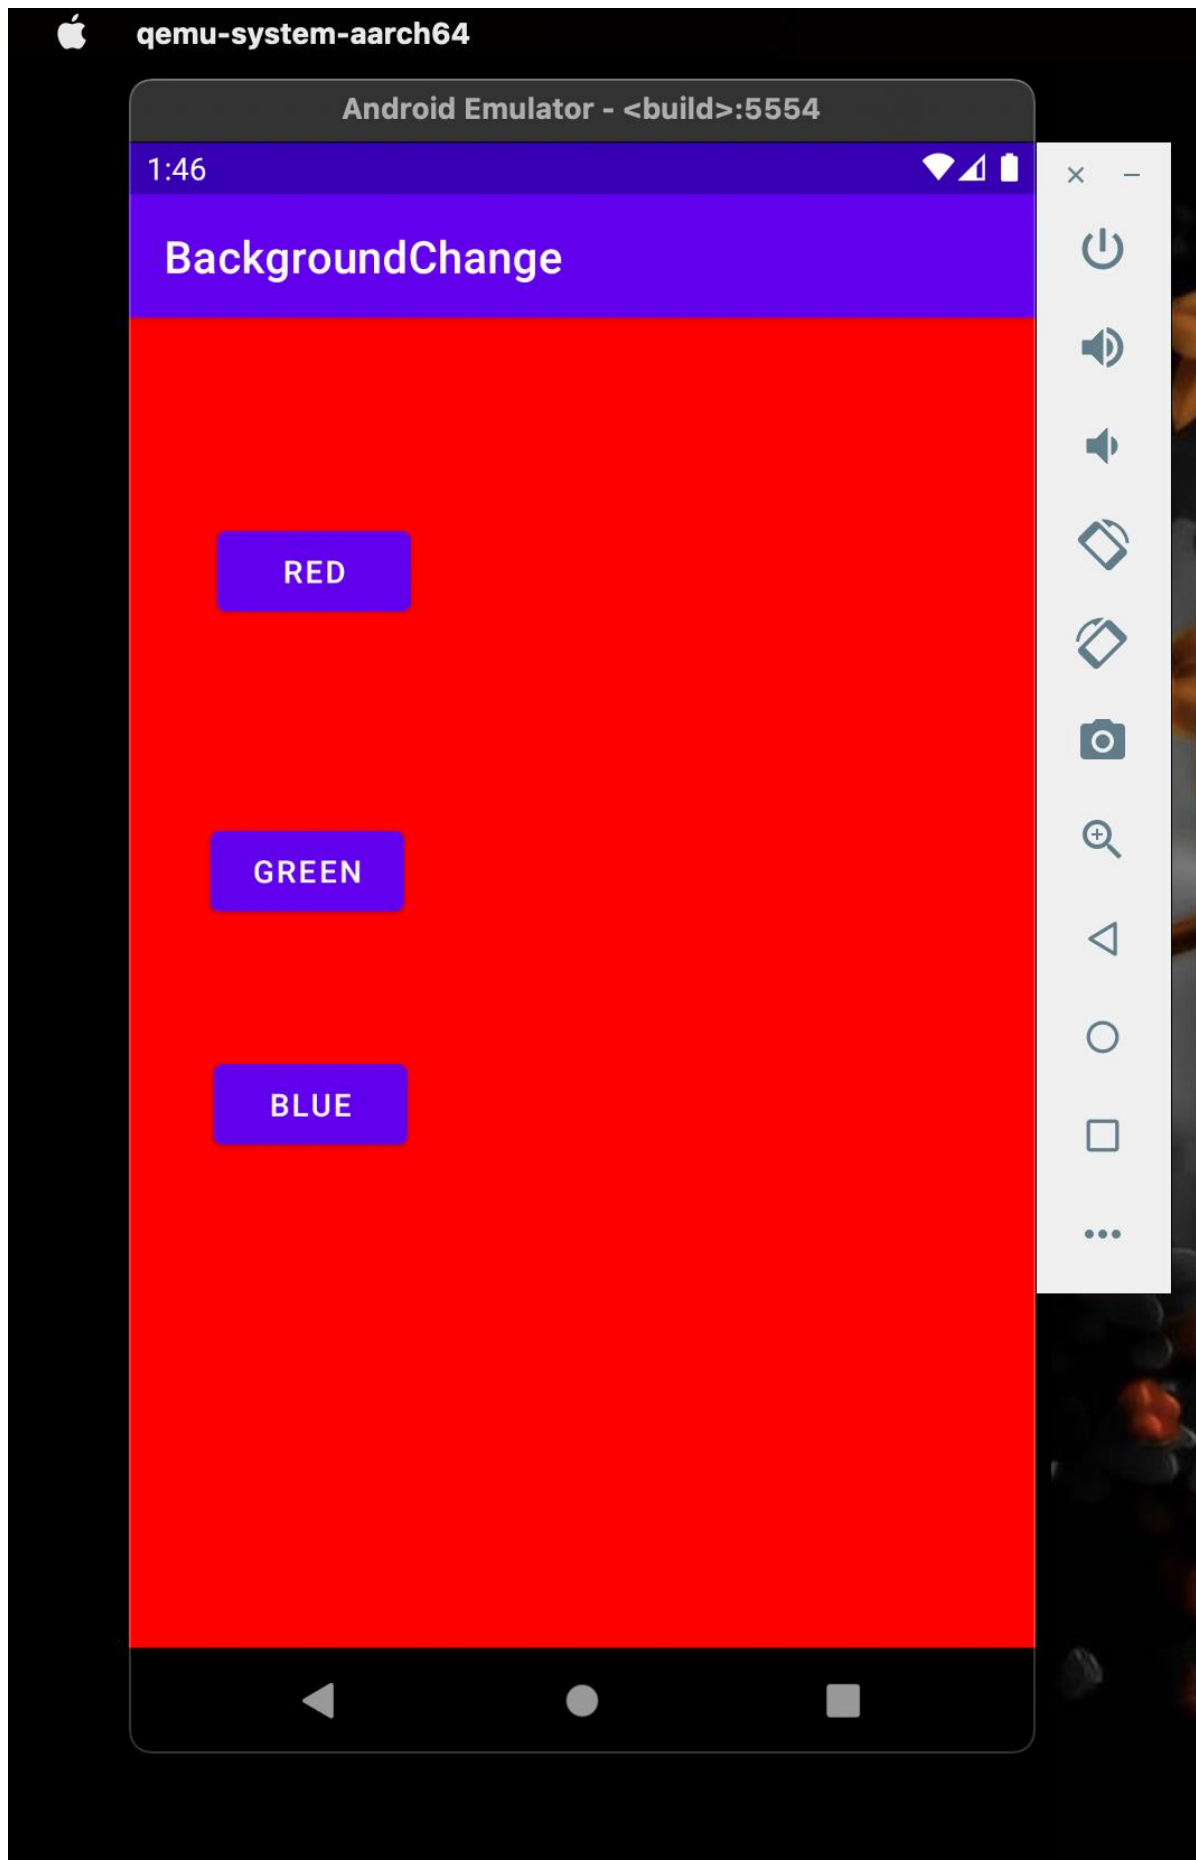 qemu-system-aarch64
Android Emulator - <build>:5554
1:46
BackgroundChange
RED
GREEN
BLUE